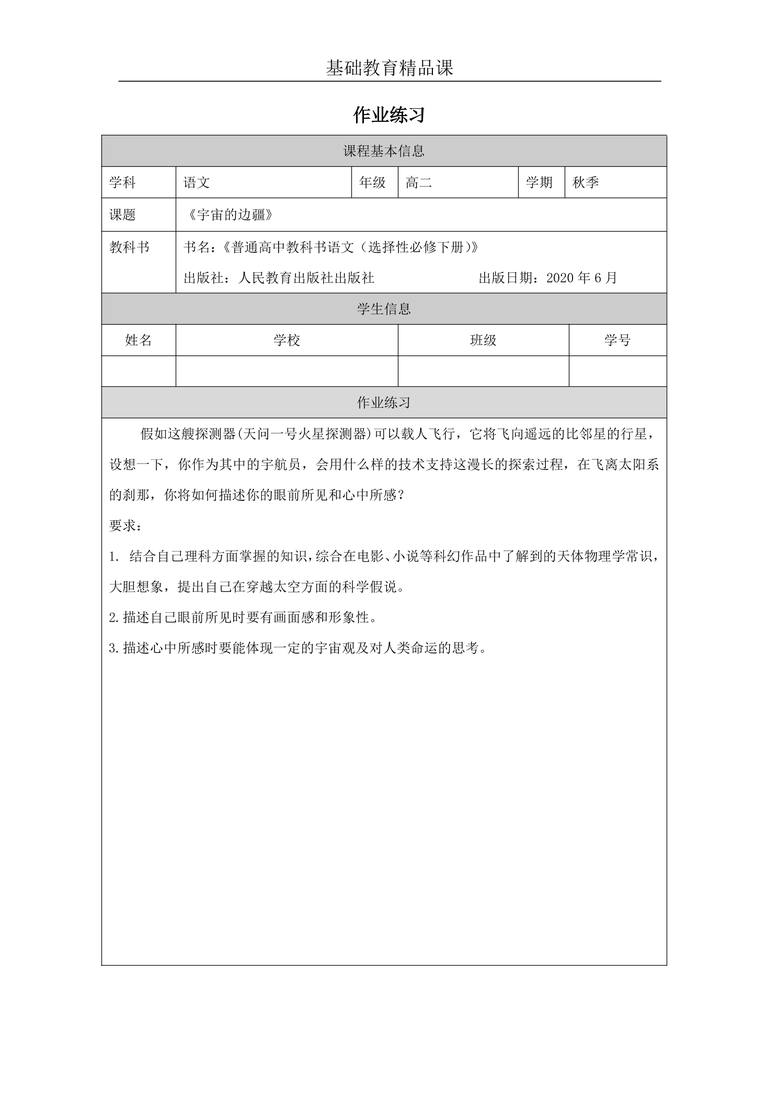 基础教育精品课
作业练习
课程基本信息
学科 语文 年级 高二 学期 秋季
课题 《宇宙的边疆》
教科书 书名：《普通高中教科书语文（选择性必修下册）》
出版社：人民教育出版社出版社 出版日期：2020 年 6 月
学生信息
姓名 学校 班级 学号
作业练习
假如这艘探测器(天问一号火星探测器)可以载人飞行，它将飞向遥远的比邻星的行星，
设想一下，你作为其中的宇航员，会用什么样的技术支持这漫长的探索过程，在飞离太阳系
的刹那，你将如何描述你的眼前所见和心中所感？
要求：
1. 结合自己理科方面掌握的知识，综合在电影、小说等科幻作品中了解到的天体物理学常识，
大胆想象，提出自己在穿越太空方面的科学假说。
2.描述自己眼前所见时要有画面感和形象性。
3.描述心中所感时要能体现一定的宇宙观及对人类命运的思考。